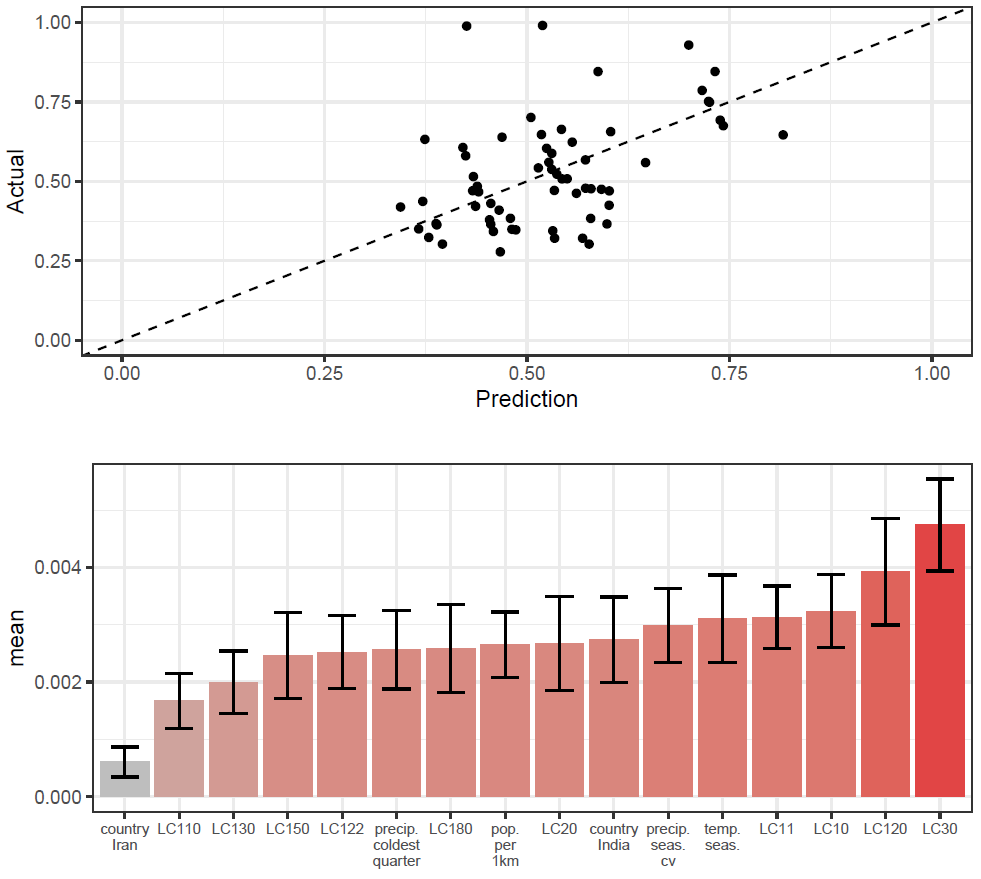 1.00
0.75
0.50
0.25
0.00
Actual
0.00 0.25 0.50 0.75 1.00
Prediction
0.004
0.002
0.000
mean
country
Iran
LC110
LC130
LC150
LC122
precip.
coldest
quarter
LC180
pop.
per
1km
LC20
country
India
precip.
seas.
cv
temp.
seas.
LC11
LC10
LC120
LC30